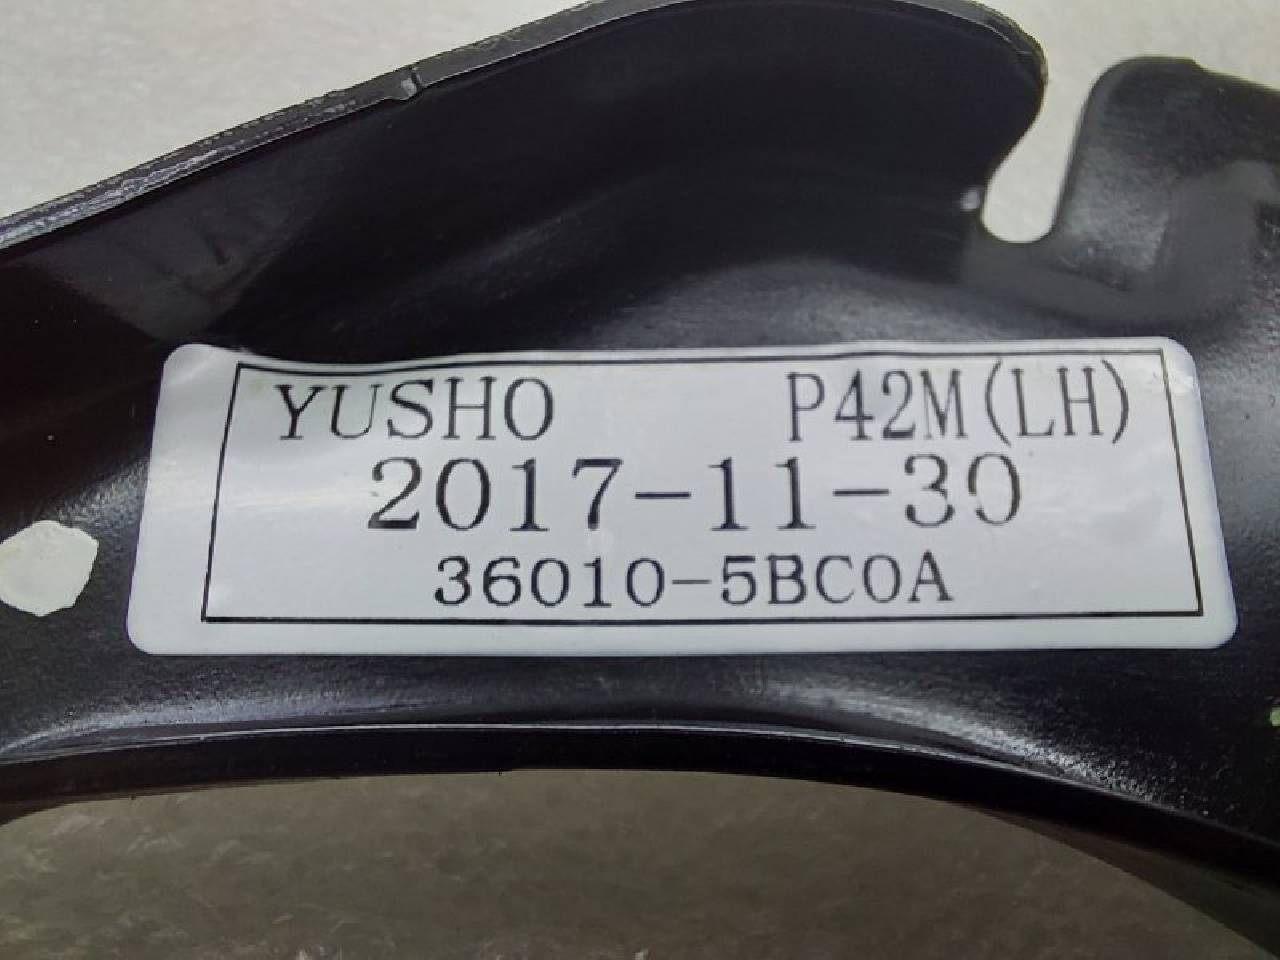 YUSHO P42M(LH)
2017-11-30
36010-5BC0A